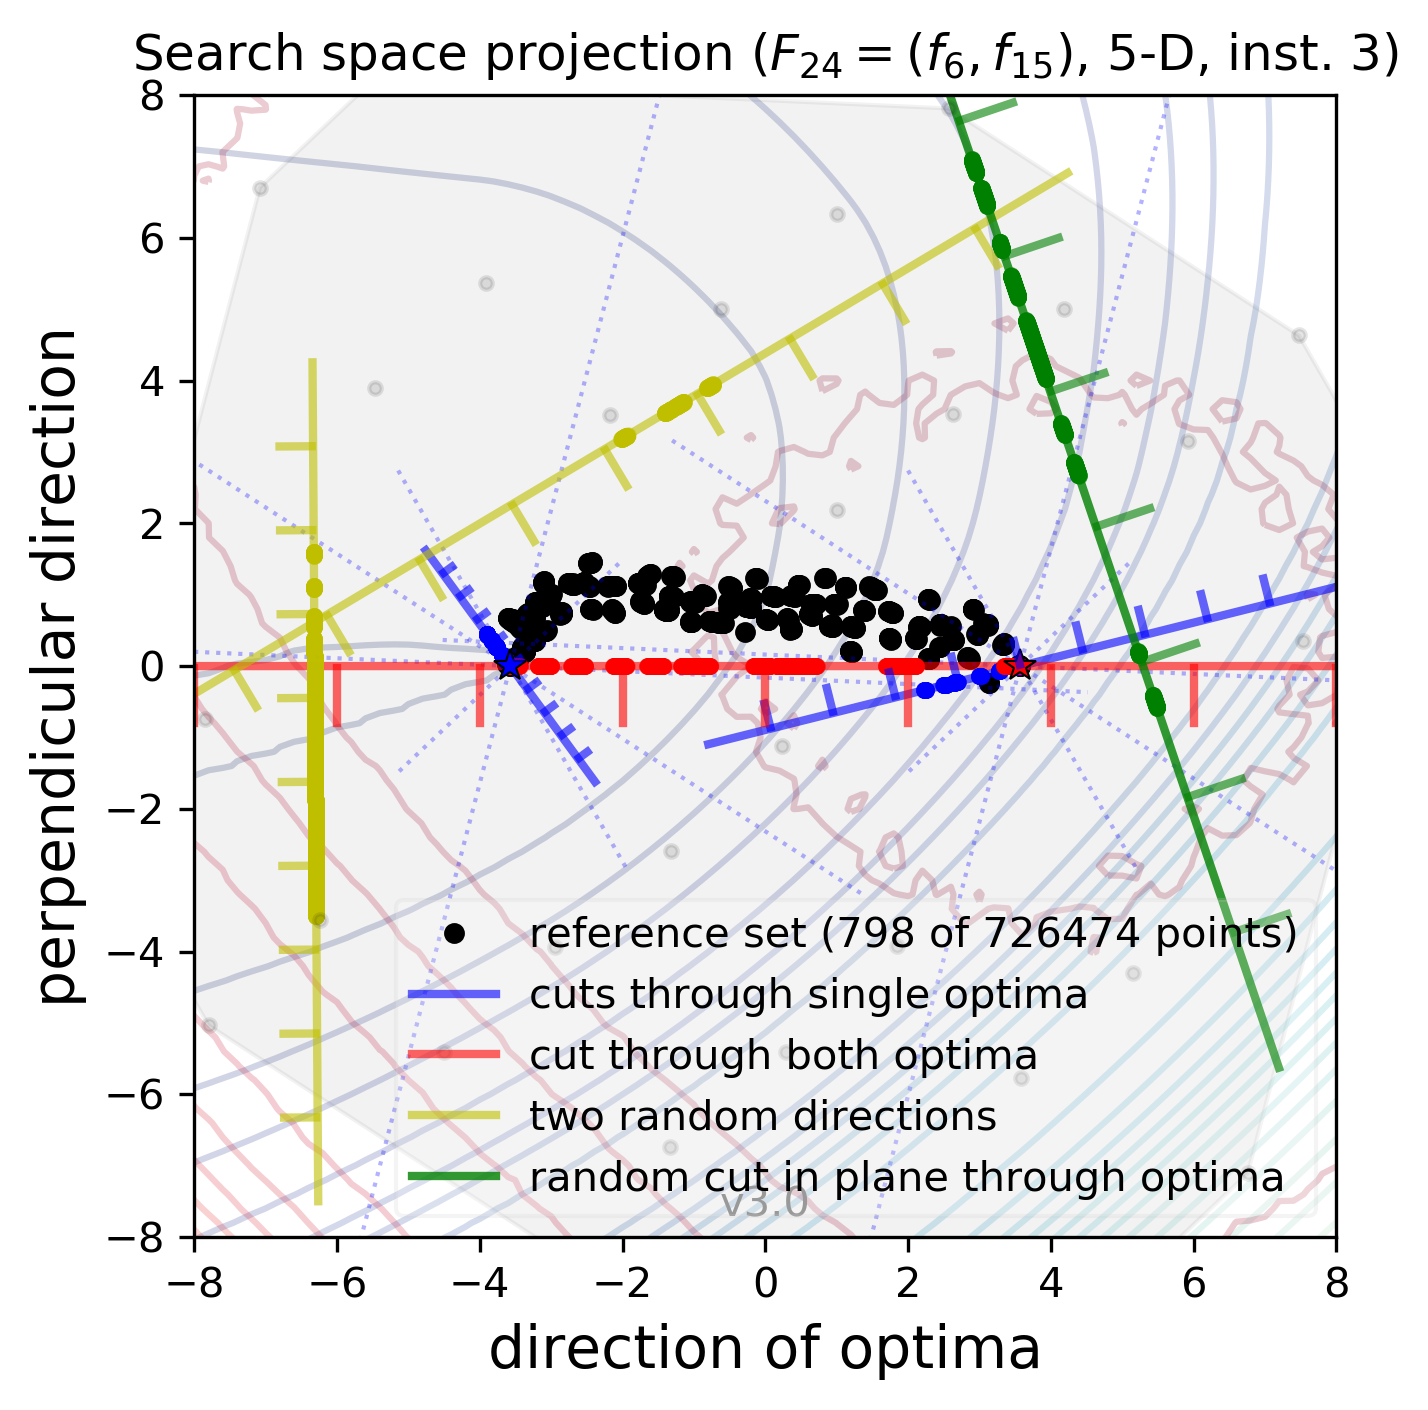 Search space projection (F₂₄ = (f₆, f₁₅), 5-D, inst. 3)
8
6
4
2
0
−2
−4
−6
−8
perpendicular direction
reference set (798 of 726474 points)
cuts through single optima
cut through both optima
two random directions
random cut in plane through optima
v3.0
−8 −6 −4 −2 0 2 4 6 8
direction of optima